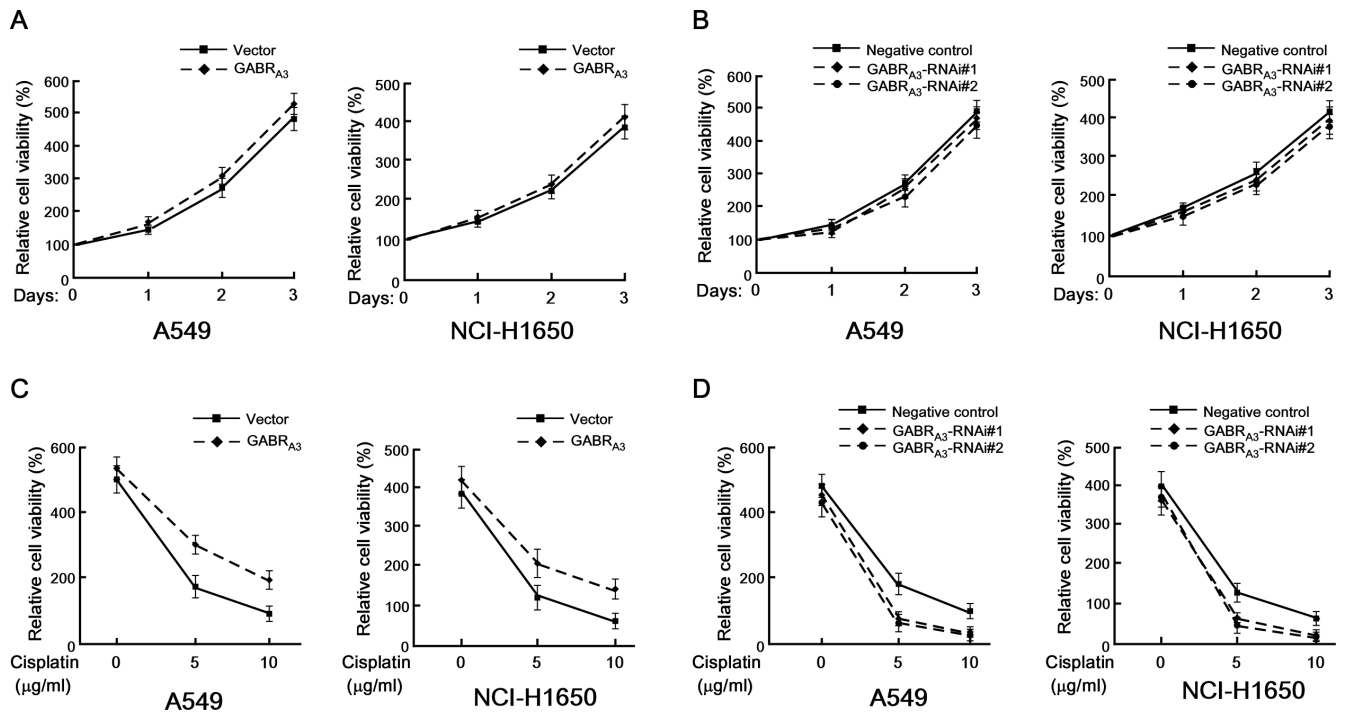 A
Vector
GABRA3
Relative cell viability (%)
600
500
400
300
200
100
0
Days: 0 1 2 3
A549
Vector
GABRA3
Relative cell viability (%)
500
400
300
200
100
0
Days: 0 1 2 3
NCI-H1650
B
Negative control
GABRA3-RNAi#1
GABRA3-RNAi#2
Relative cell viability (%)
600
500
400
300
200
100
0
Days: 0 1 2 3
A549
Negative control
GABRA3-RNAi#1
GABRA3-RNAi#2
Relative cell viability (%)
500
400
300
200
100
0
Days: 0 1 2 3
NCI-H1650
C
Vector
GABRA3
Relative cell viability (%)
600
400
200
0
Cisplatin 0 5 10
(μg/ml)
A549
Vector
GABRA3
Relative cell viability (%)
500
400
300
200
100
0
Cisplatin 0 5 10
(μg/ml)
NCI-H1650
D
Negative control
GABRA3-RNAi#1
GABRA3-RNAi#2
Relative cell viability (%)
600
400
200
0
Cisplatin 0 5 10
(μg/ml)
A549
Negative control
GABRA3-RNAi#1
GABRA3-RNAi#2
Relative cell viability (%)
500
400
300
200
100
0
Cisplatin 0 5 10
(μg/ml)
NCI-H1650